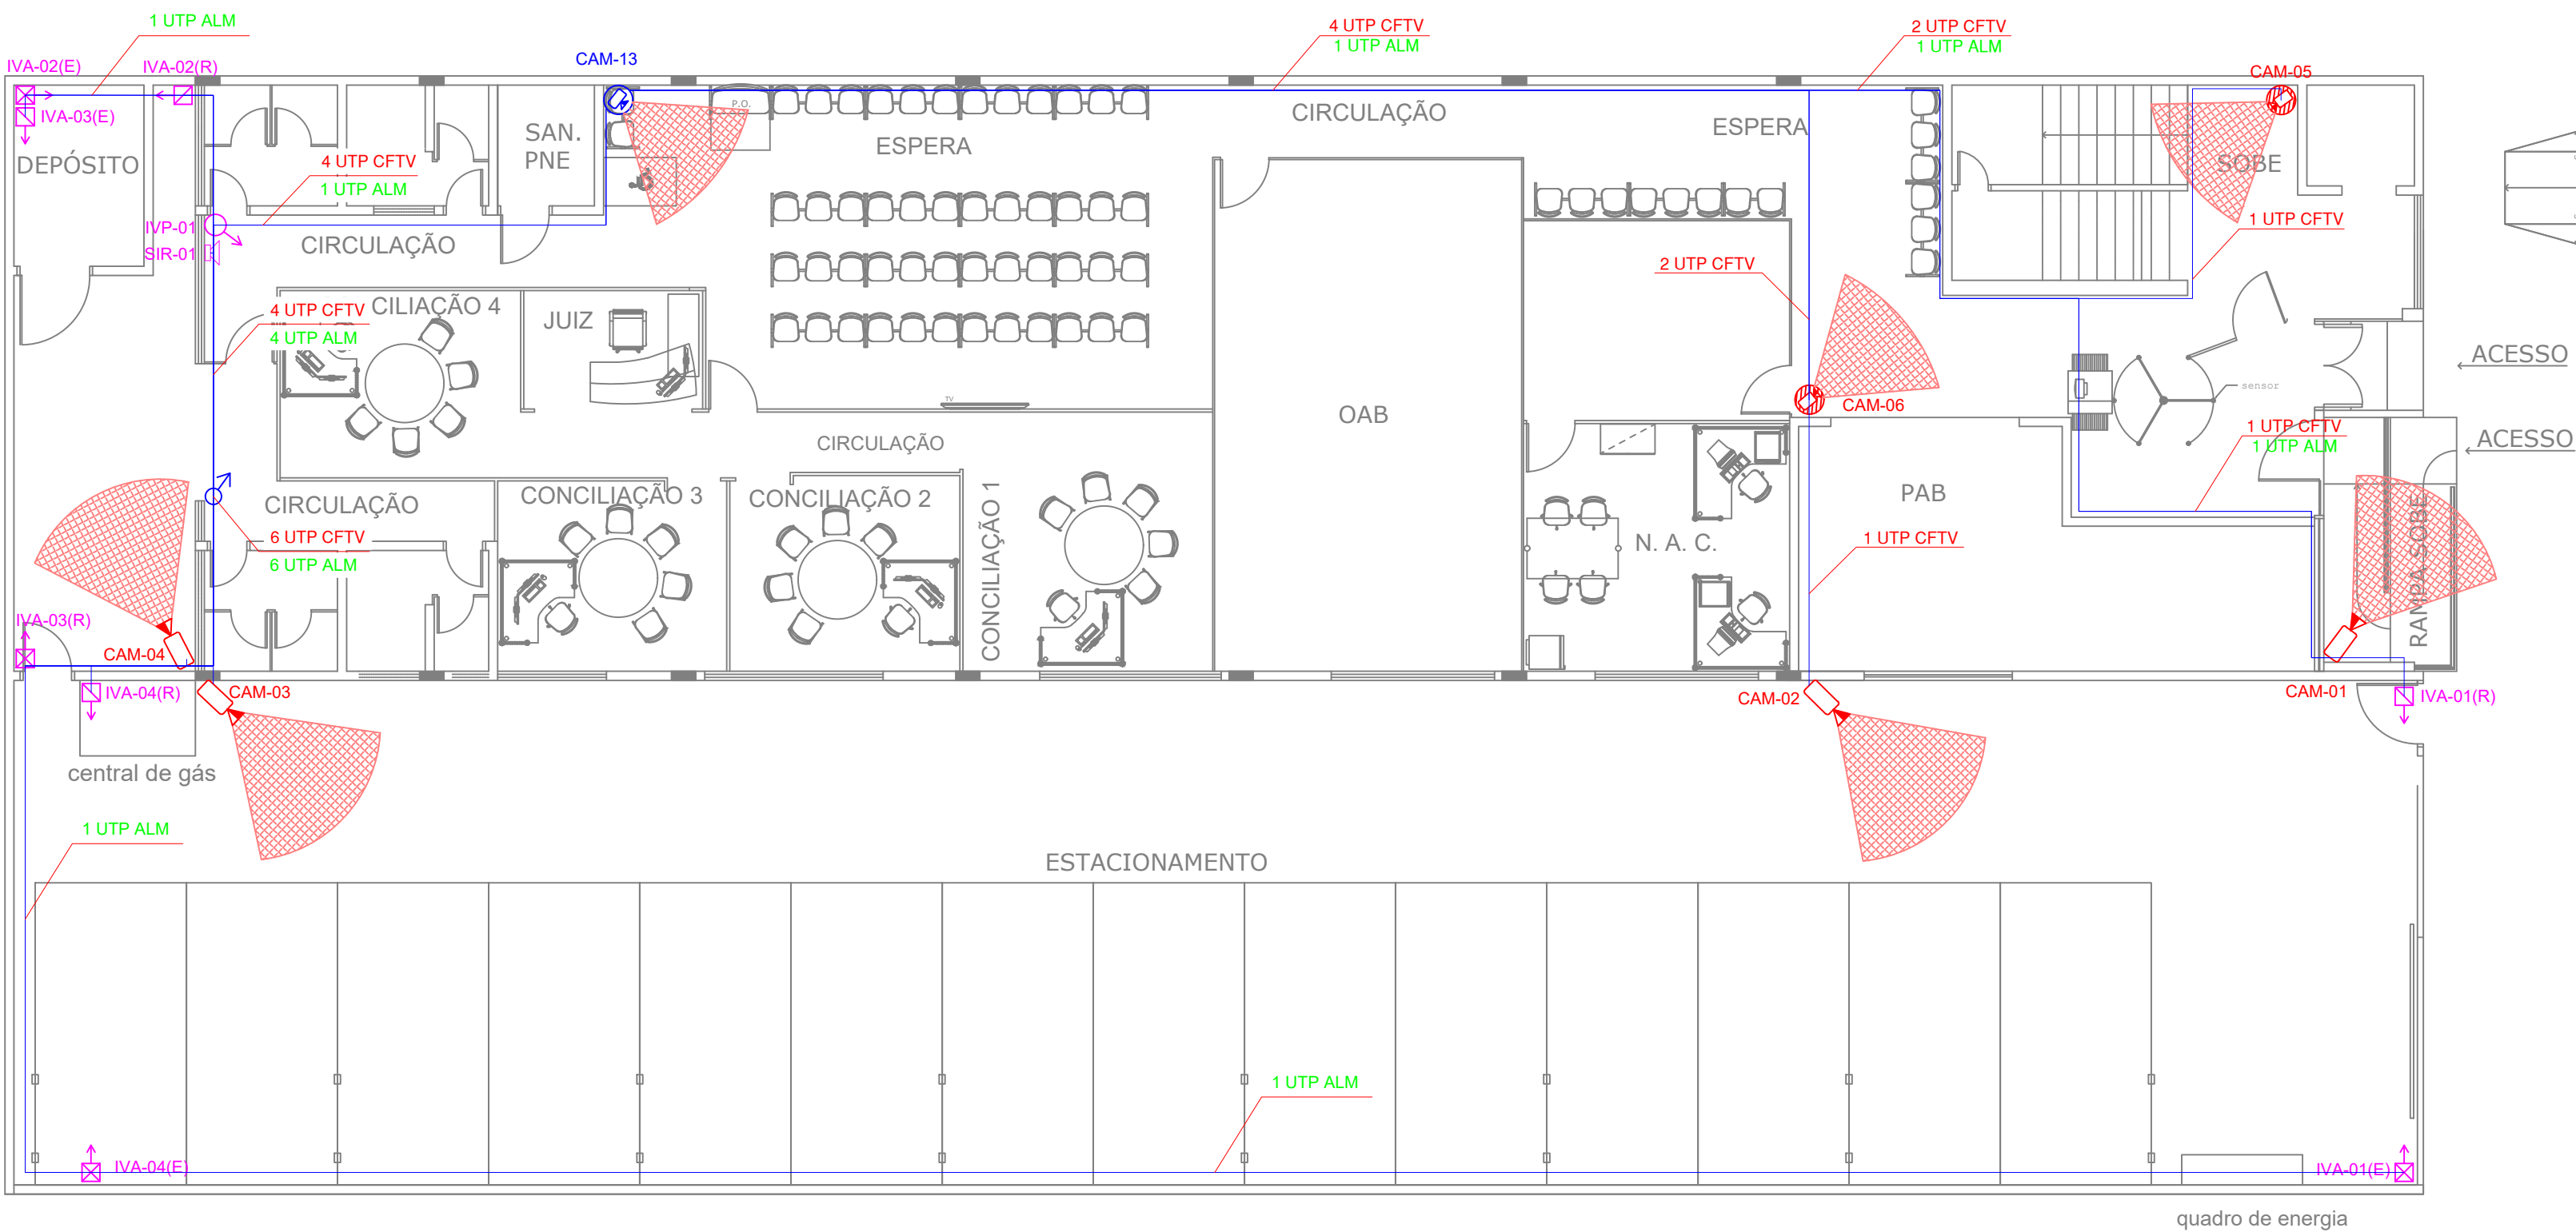 1 UTP ALM
4 UTP CFTV
1 UTP ALM
2 UTP CFTV
1 UTP ALM
IVA-02(E)
IVA-02(R)
CAM-13
CAM-05
IVA-03(E)
P.O.
CIRCULAÇÃO
ESPERA
SAN.
PNE
ESPERA
DEPÓSITO
4 UTP CFTV
1 UTP ALM
SOBE
IVP-01
SIR-01
CIRCULAÇÃO
1 UTP CFTV
2 UTP CFTV
4 UTP CFTV
4 UTP ALM
CILIAÇÃO 4
JUIZ
ACESSO
sensor
TV
OAB
CAM-06
CIRCULAÇÃO
1 UTP CFTV
1 UTP ALM
ACESSO
CIRCULAÇÃO
CONCILIAÇÃO 3
CONCILIAÇÃO 2
CONCILIAÇÃO 1
PAB
6 UTP CFTV
6 UTP ALM
N. A. C.
1 UTP CFTV
RAMPA SOBE
IVA-03(R)
CAM-04
IVA-04(R)
CAM-03
CAM-02
CAM-01
IVA-01(R)
central de gás
1 UTP ALM
ESTACIONAMENTO
1 UTP ALM
IVA-04(E)
IVA-01(E)
quadro de energia